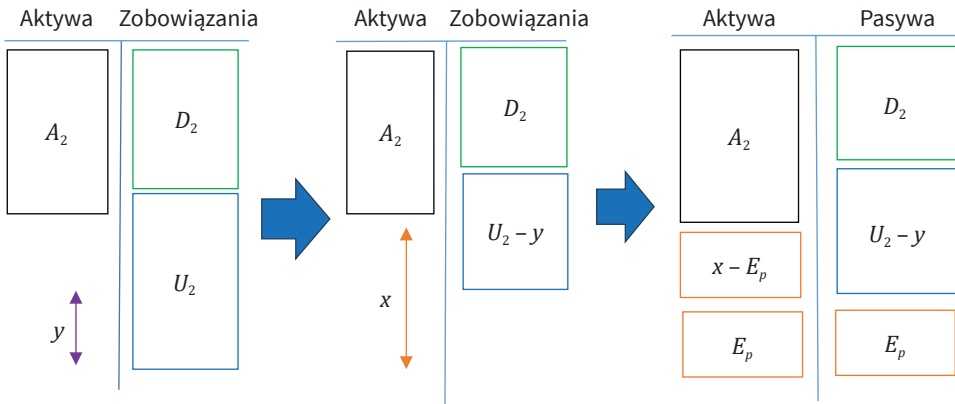 Aktywa Zobowiązania
A₂
D₂
U₂
y
Aktywa Zobowiązania
A₂
D₂
U₂ – y
x
Aktywa Pasywa
A₂
D₂
U₂ – y
x – Eₚ
Eₚ
Eₚ